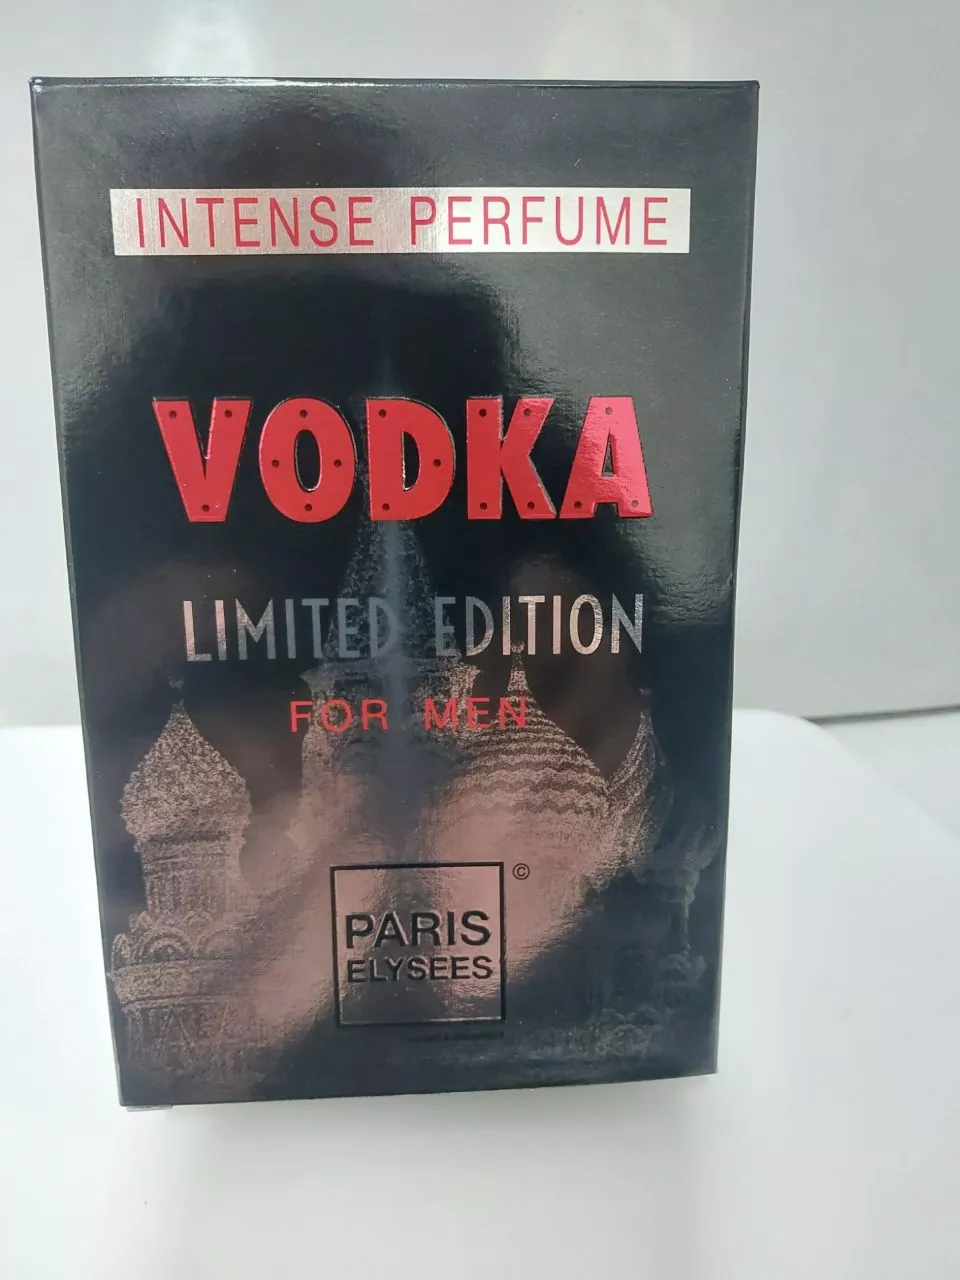 INTENSE PERFUME
VODKA
LIMITED EDITION
FOR MEN
©
PARIS
ELYSEES